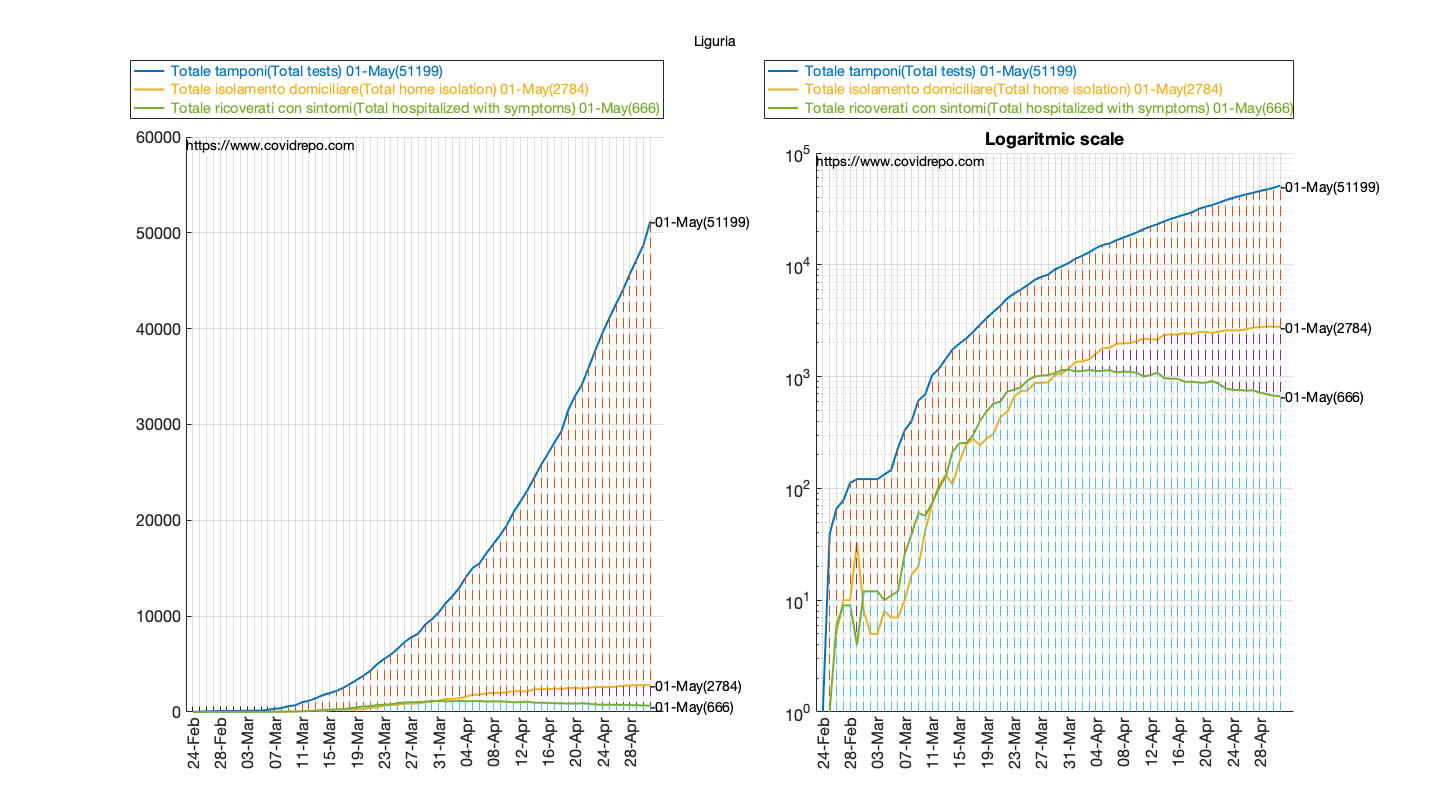 Liguria
Totale tamponi(Total tests) 01-May(51199)
Totale isolamento domiciliare(Total home isolation) 01-May(2784)
Totale ricoverati con sintomi(Total hospitalized with symptoms) 01-May(666)
60000
https://www.covidrepo.com
50000
40000
30000
20000
10000
0
01-May(51199)
01-May(2784)
01-May(666)
24-Feb
28-Feb
03-Mar
07-Mar
11-Mar
15-Mar
19-Mar
23-Mar
27-Mar
31-Mar
04-Apr
08-Apr
12-Apr
16-Apr
20-Apr
24-Apr
28-Apr
Totale tamponi(Total tests) 01-May(51199)
Totale isolamento domiciliare(Total home isolation) 01-May(2784)
Totale ricoverati con sintomi(Total hospitalized with symptoms) 01-May(666)
Logaritmic scale
10^5
https://www.covidrepo.com
10^4
10^3
10^2
10^1
10^0
01-May(51199)
01-May(2784)
01-May(666)
24-Feb
28-Feb
03-Mar
07-Mar
11-Mar
15-Mar
19-Mar
23-Mar
27-Mar
31-Mar
04-Apr
08-Apr
12-Apr
16-Apr
20-Apr
24-Apr
28-Apr